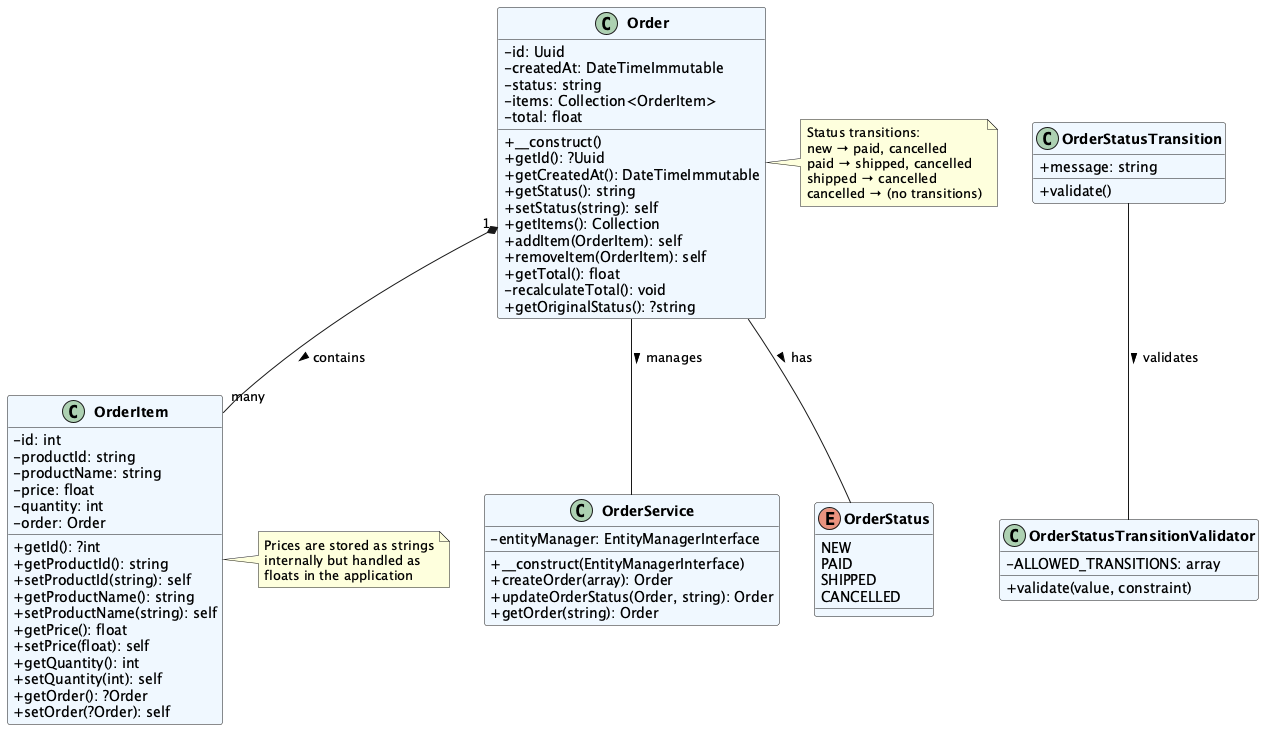 C Order
-id: Uuid
-createdAt: DateTimeImmutable
-status: string
-items: Collection<OrderItem>
-total: float
+__construct()
+getId(): ?Uuid
+getCreatedAt(): DateTimeImmutable
+getStatus(): string
+setStatus(string): self
+getItems(): Collection
+addItem(OrderItem): self
+removeItem(OrderItem): self
+getTotal(): float
-recalculateTotal(): void
+getOriginalStatus(): ?string
Status transitions:
new → paid, cancelled
paid → shipped, cancelled
shipped → cancelled
cancelled → (no transitions)
C OrderStatusTransition
+message: string
+validate()
1
contains
many
manages
has
validates
C OrderItem
-id: int
-productId: string
-productName: string
-price: float
-quantity: int
-order: Order
+getId(): ?int
+getProductId(): string
+setProductId(string): self
+getProductName(): string
+setProductName(string): self
+getPrice(): float
+setPrice(float): self
+getQuantity(): int
+setQuantity(int): self
+getOrder(): ?Order
+setOrder(?Order): self
Prices are stored as strings
internally but handled as
floats in the application
C OrderService
-entityManager: EntityManagerInterface
+__construct(EntityManagerInterface)
+createOrder(array): Order
+updateOrderStatus(Order, string): Order
+getOrder(string): Order
E OrderStatus
NEW
PAID
SHIPPED
CANCELLED
C OrderStatusTransitionValidator
-ALLOWED_TRANSITIONS: array
+validate(value, constraint)